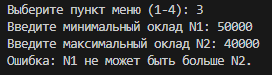 Выберите пункт меню (1-4): 3
Введите минимальный оклад N1: 50000
Введите максимальный оклад N2: 40000
Ошибка: N1 не может быть больше N2.